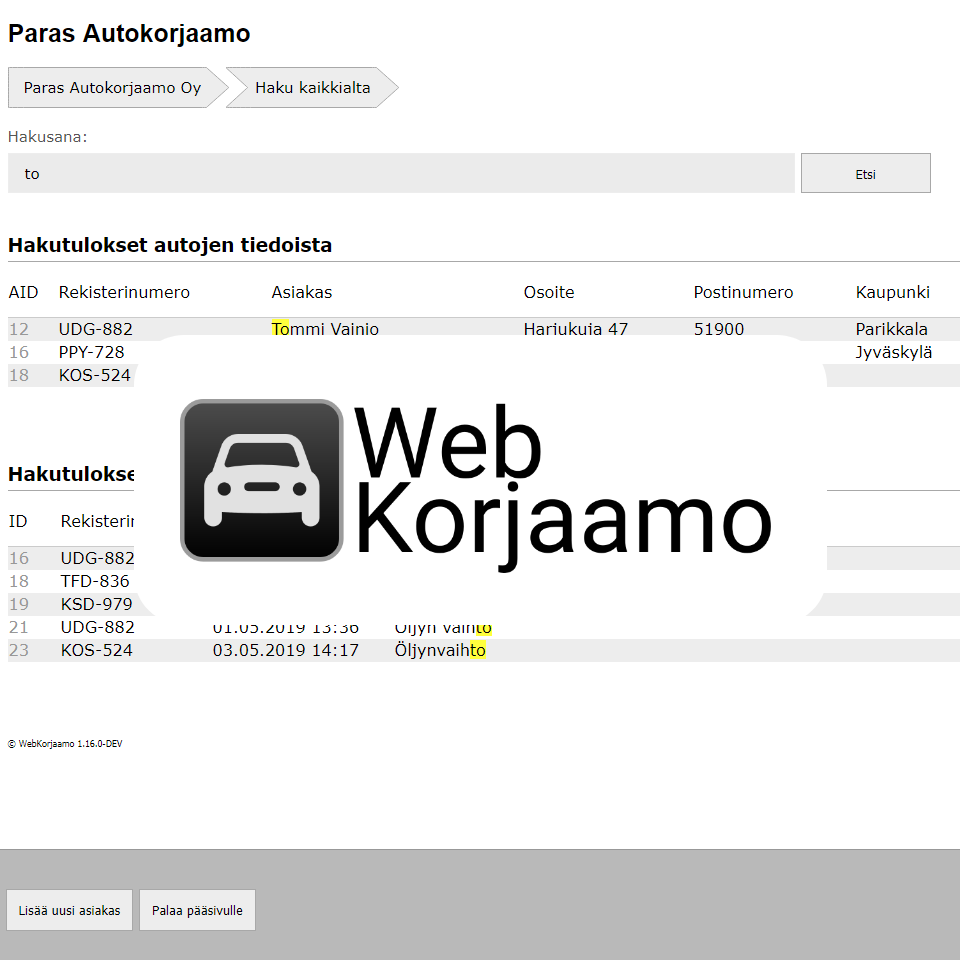 Paras Autokorjaamo
Paras Autokorjaamo Oy Haku kaikkialta
Hakusana:
to Etsi
Hakutulokset autojen tiedoista
AID Rekisterinumero Asiakas Osoite Postinumero Kaupunki
12 UDG-882 Tommi Vainio Harjukuja 47 51900 Parikkala
16 PPY-728 Jyväskylä
18 KOS-524
Web
Korjaamo
Hakutulokse
ID Rekisteri
16 UDG-882
18 TFD-836
19 KSD-979
21 UDG-882 01.05.2019 13:36 Öljyn vaihto
23 KOS-524 03.05.2019 14:17 Öljynvaihto
© WebKorjaamo 1.16.0-DEV
Lisää uusi asiakas Palaa pääsivulle